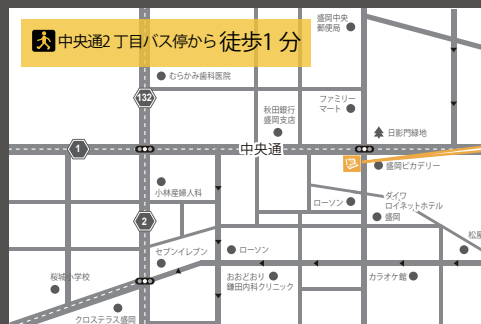 中央通2丁目バス停から 徒歩1分
盛岡中央
郵便局
むらかみ歯科医院
132
ファミリー
マート
秋田銀行
盛岡支店
日影門緑地
1
中央通
盛岡ピカデリー
小林産婦人科
ローソン
ダイワ
ロイネットホテル
盛岡
2
セブンイレブン
ローソン
松屋
桜城小学校
おおどおり
鎌田内科クリニック
カラオケ館
クロステラス盛岡